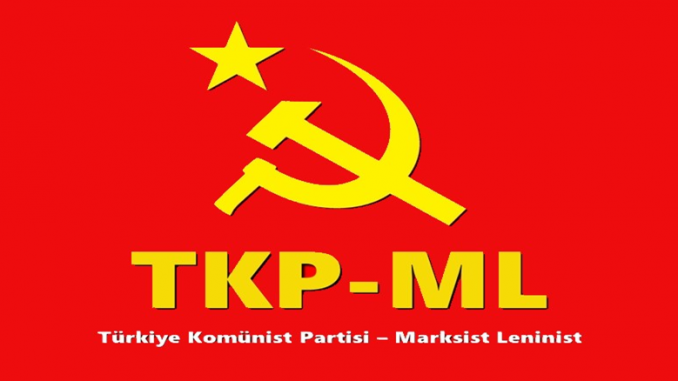 TKP-ML
Türkiye Komünist Partisi – Marksist Leninist